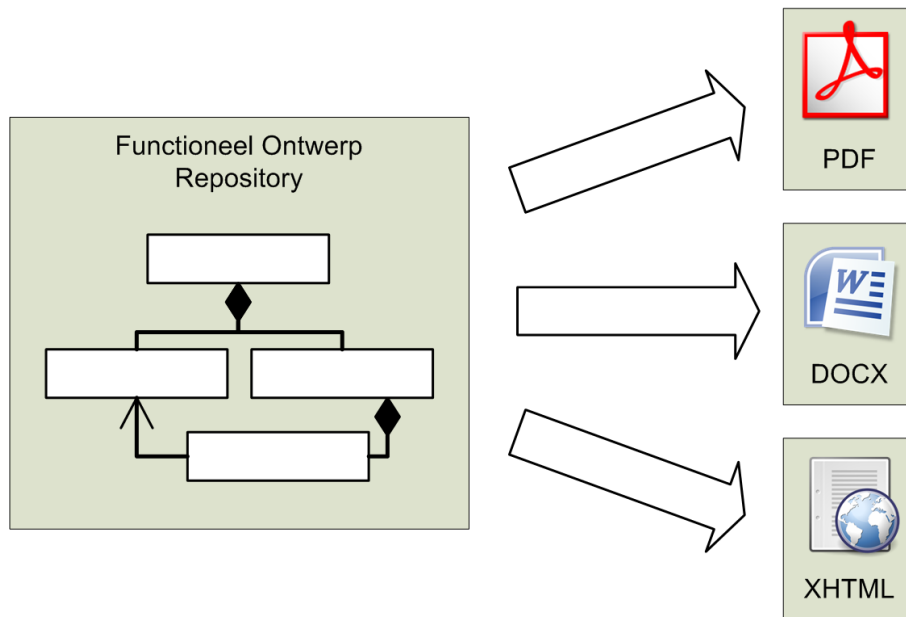 Functioneel Ontwerp
Repository
PDF
W
DOCX
XHTML